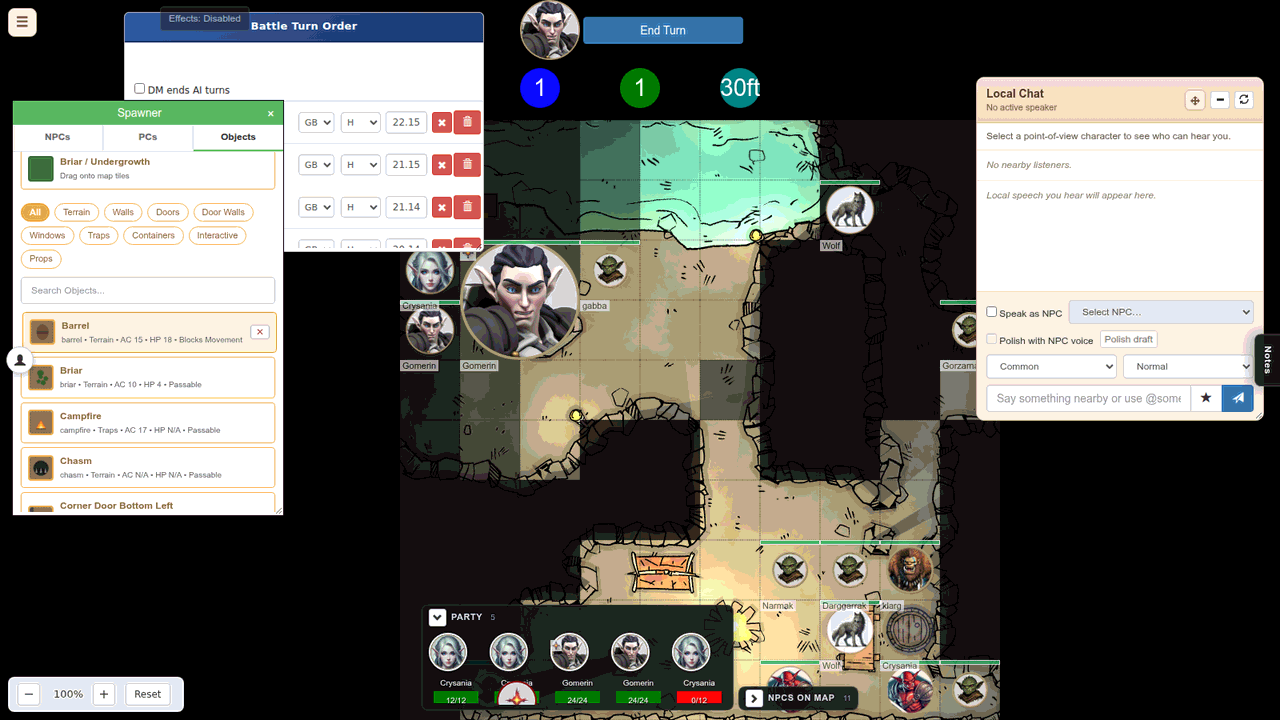 Effects: Disabled
Battle Turn Order
DM ends AI turns
End Turn
1
1
30ft
Spawner
×
NPCs
PCs
Objects
Briar / Undergrowth
Drag onto map tiles
All
Terrain
Walls
Doors
Door Walls
Windows
Traps
Containers
Interactive
Props
Search Objects...
Barrel
barrel • Terrain • AC 15 • HP 18 • Blocks Movement
Briar
briar • Terrain • AC 10 • HP 4 • Passable
Campfire
campfire • Traps • AC 17 • HP N/A • Passable
Chasm
chasm • Terrain • AC N/A • HP N/A • Passable
Corner Door Bottom Left
GB
H
22.15
GB
H
21.15
GB
H
21.14
Local Chat
No active speaker
Select a point-of-view character to see who can hear you.
No nearby listeners.
Local speech you hear will appear here.
Speak as NPC
Select NPC...
Polish with NPC voice
Polish draft
Common
Normal
Say something nearby or use @some
Notes
Wolf
Crysania
gabba
Gomerin
Gomerin
Narmak
Darggarrak
klarg
Wolf
Crysania
PARTY 5
Crysania
Gomerin
Gomerin
Crysania
12/12
24/24
24/24
0/12
NPCS ON MAP 11
100%
Reset